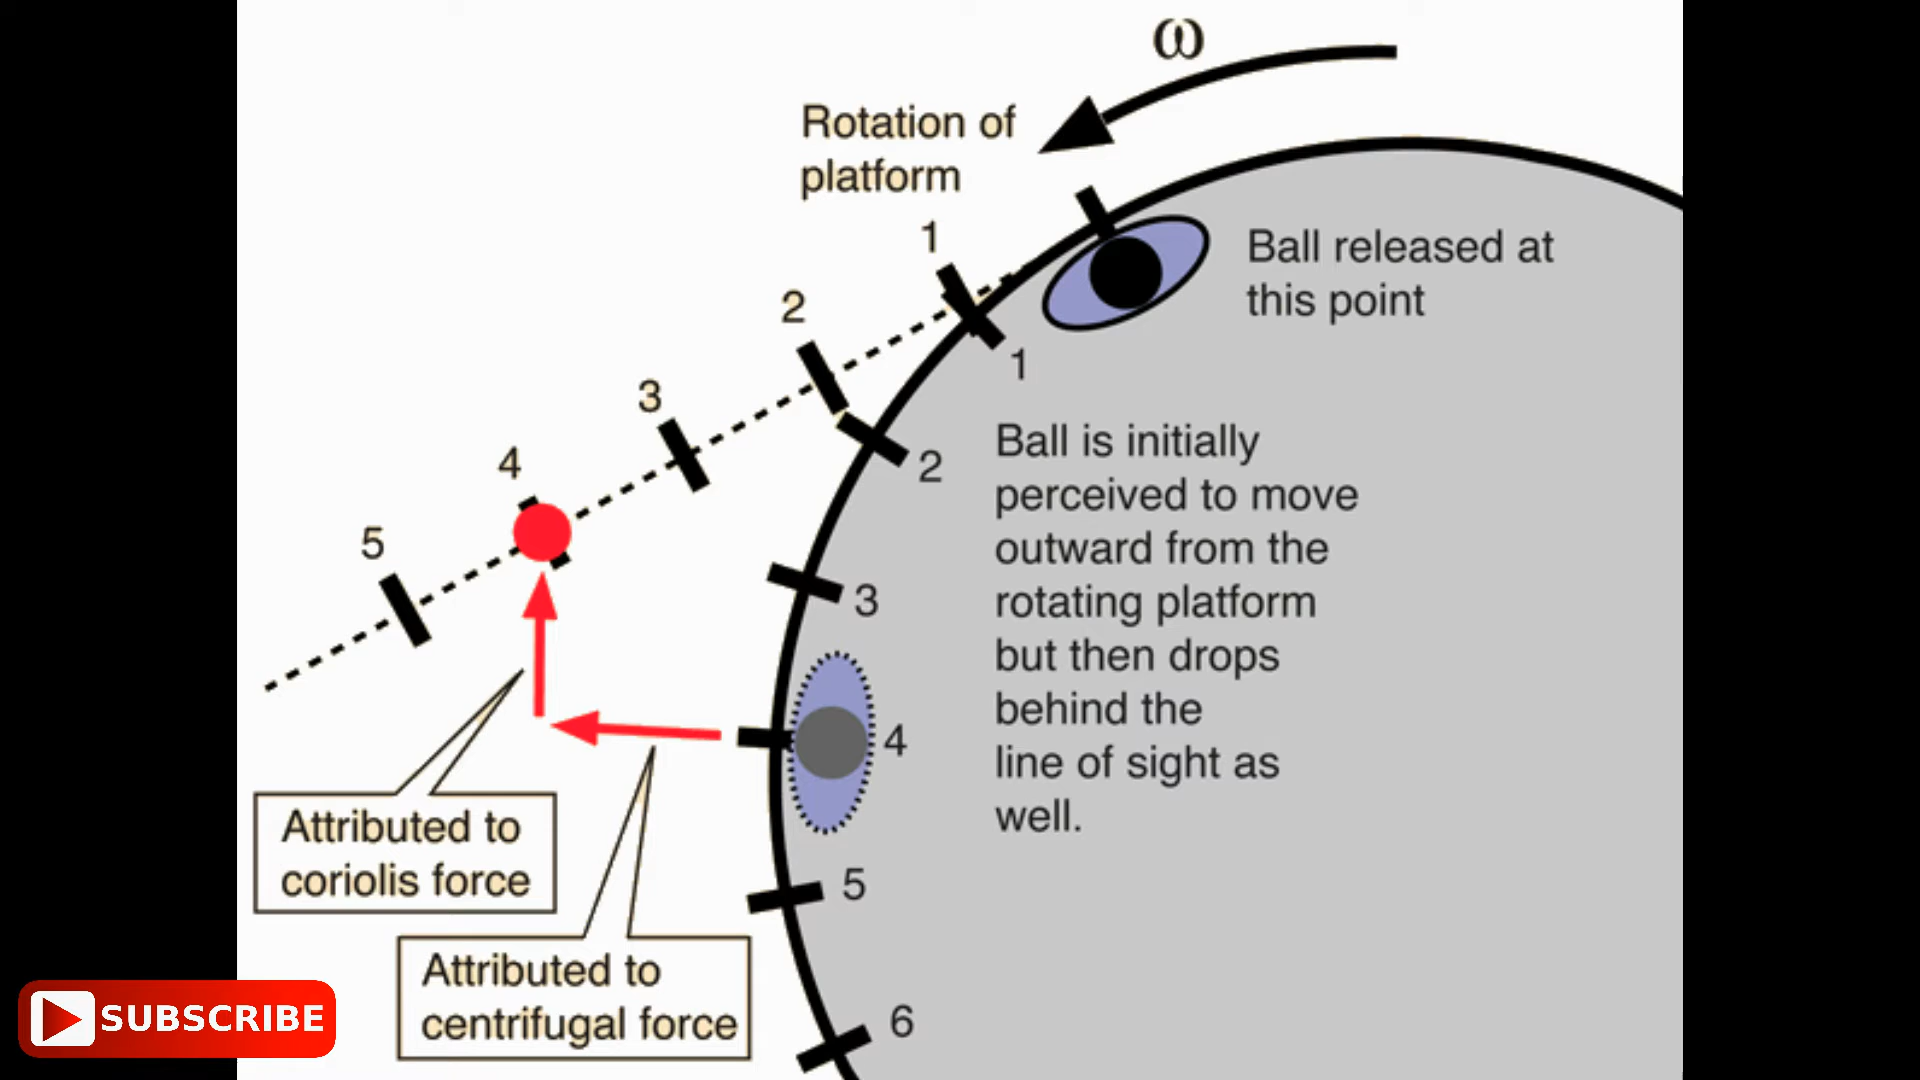 ω
Rotation of
platform
1
2
3
4
5
Ball released at
this point
1
2
3
4
5
6
Ball is initially
perceived to move
outward from the
rotating platform
but then drops
behind the
line of sight as
well.
Attributed to
coriolis force
Attributed to
centrifugal force
SUBSCRIBE